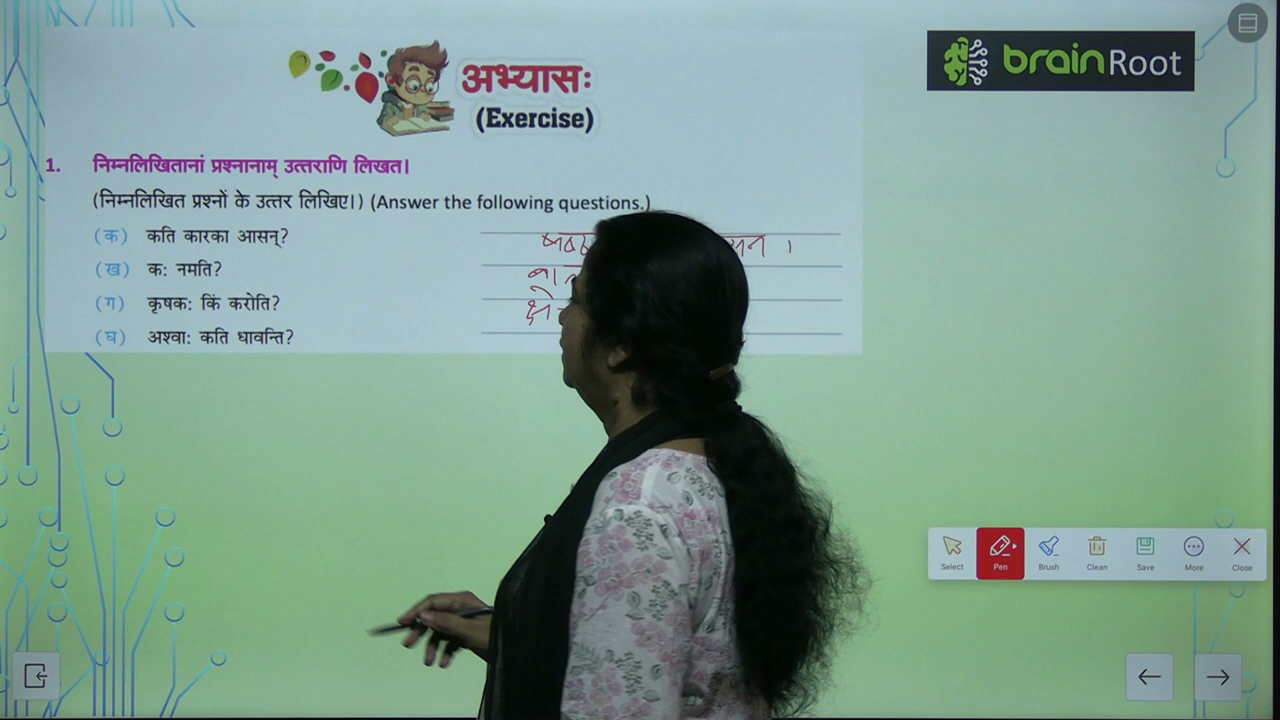 brainRoot
अभ्यासः
(Exercise)
1. निम्नलिखितानां प्रश्नानाम् उत्तराणि लिखत।
(निम्नलिखित प्रश्नों के उत्तर लिखिए।) (Answer the following questions.)
(क) कति कारका आसन्?
(ख) क: नमति?
(ग) कृषक: किं करोति?
(घ) अश्वा: कति धावन्ति?
Select Pen Brush Clean Save More Close